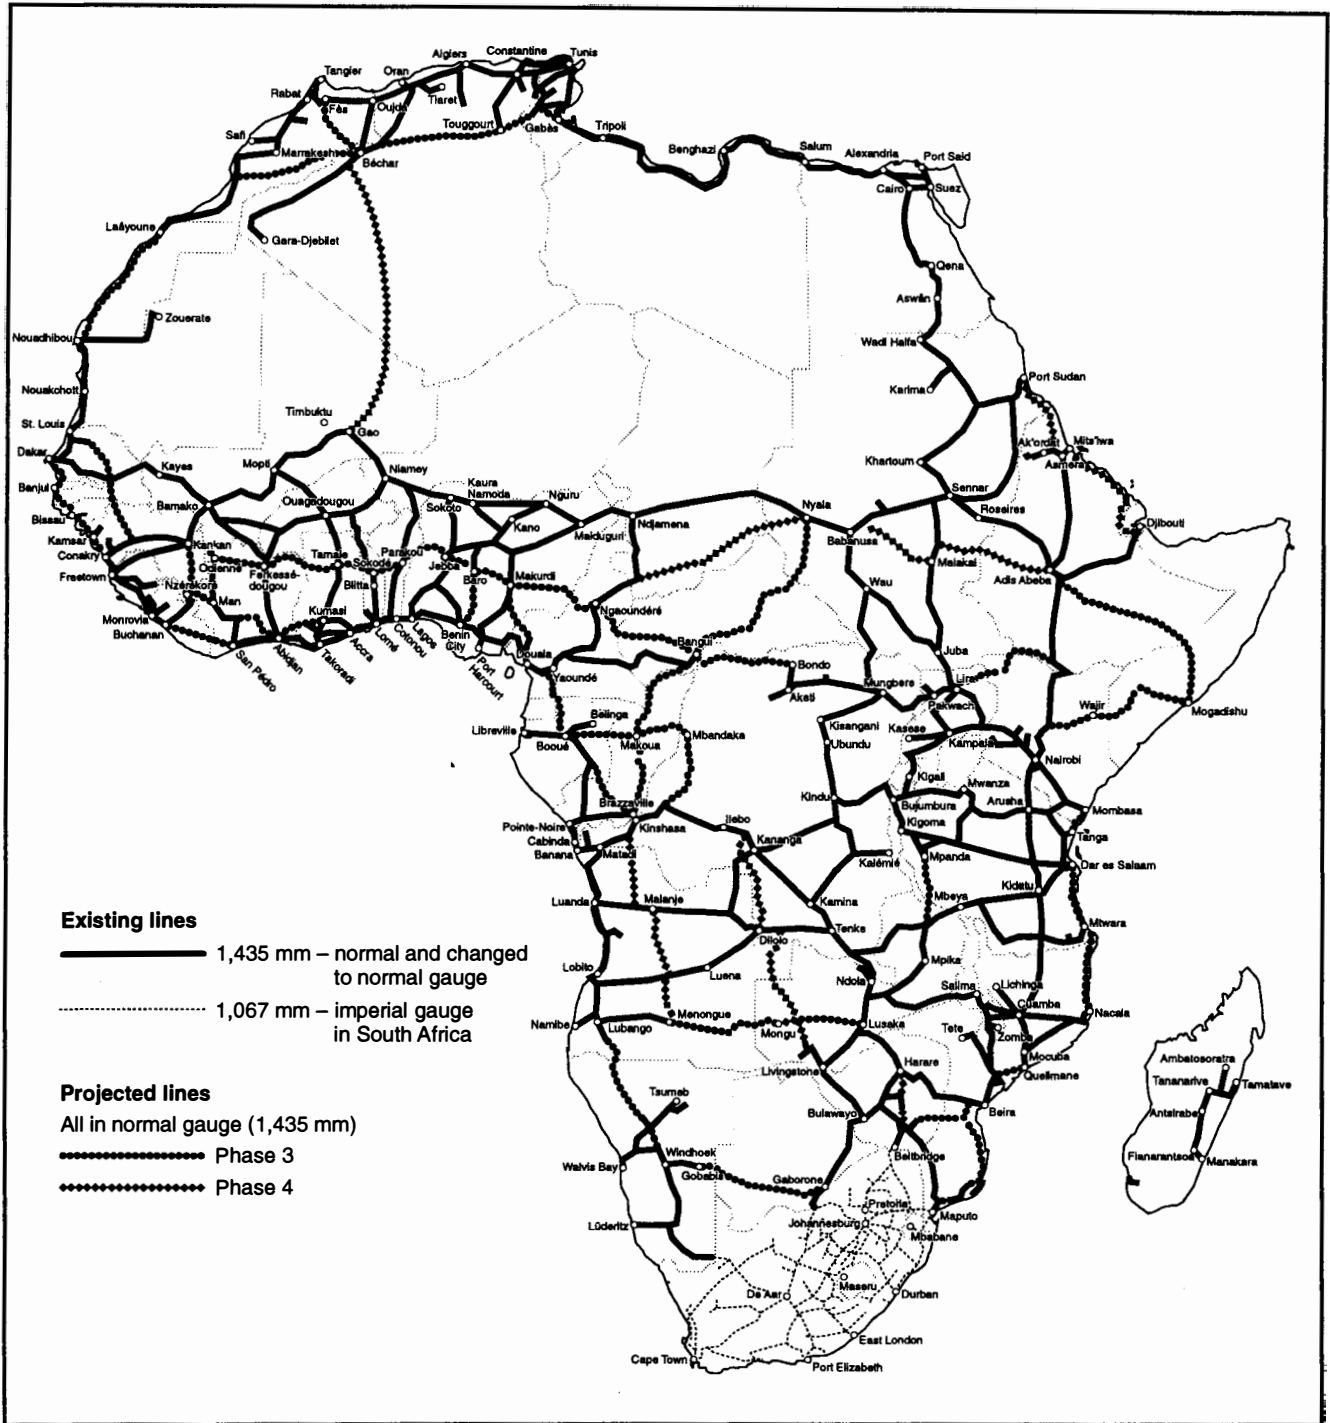 Algiers
Constantine
Tunis
Tangier
Oran
Rabat
Fès
Oujda
Tiaret
Safi
Touggourt
Gabès
Tripoli
Marrakesh
Béchar
Benghazi
Salum
Alexandria
Port Said
Cairo
Suez
Laâyoune
Gara-Djebilet
Qena
Aswân
Zouerate
Nouadhibou
Wadi Halfa
Nouakchott
Karima
Port Sudan
Timbuktu
St. Louis
Gao
Ak'ordat
Mits'iwa
Dakar
Kayes
Mopti
Niamey
Khartoum
Asmera
Banjul
Kaura
Namoda
Nguru
Sennar
Bamako
Ouagadougou
Sokoto
Nyala
Roseires
Bissau
Kano
Ndjamena
Djibouti
Kamsar
Kankan
Maiduguri
Babanusa
Conakry
Odienné
Tamale
Parakou
Sokodé
Jebba
Malakal
Adis Abeba
Freetown
Nzérékoré
Ferkessé-
dougou
Blitta
Baro
Makurdi
Wau
Man
Kumasi
Ngaoundéré
Monrovia
Buchanan
San Pédro
Abidjan
Takoradi
Accra
Lomé
Cotonou
Lagos
Benin
City
Port
Harcourt
Douala
Bangui
Juba
Yaoundé
Bondo
Aketi
Mungbere
Lira
Pakwach
Belinga
Kisangani
Wajir
Mogadishu
Libreville
Booué
Makoua
Mbandaka
Ubundu
Kasese
Kampala
Nairobi
Kigali
Mwanza
Brazzaville
Kindu
Bujumbura
Arusha
Mombasa
Pointe-Noire
Kinshasa
Ilebo
Kigoma
Cabinda
Kananga
Tanga
Banana
Matadi
Kalémié
Mpanda
Dar es Salaam
Luanda
Malanje
Kamina
Mbeya
Kidatu
Dilolo
Tenke
Mtwara
Lobito
Luena
Ndola
Mpika
Salima
Lichinga
Cuamba
Namibe
Lubango
Menongue
Mongu
Lusaka
Tete
Zomba
Nacala
Mocuba
Livingstone
Harare
Quelimane
Ambatosoratra
Tananarive
Tamatave
Tsumeb
Bulawayo
Beira
Antsirabe
Walvis Bay
Windhoek
Gobabis
Gaborone
Beitbridge
Fianarantsoa
Manakara
Pretoria
Lüderitz
Johannesburg
Maputo
Mbabane
Maseru
De Aar
Durban
East London
Cape Town
Port Elizabeth
Existing lines
1,435 mm – normal and changed
to normal gauge
1,067 mm – imperial gauge
in South Africa
Projected lines
All in normal gauge (1,435 mm)
Phase 3
Phase 4